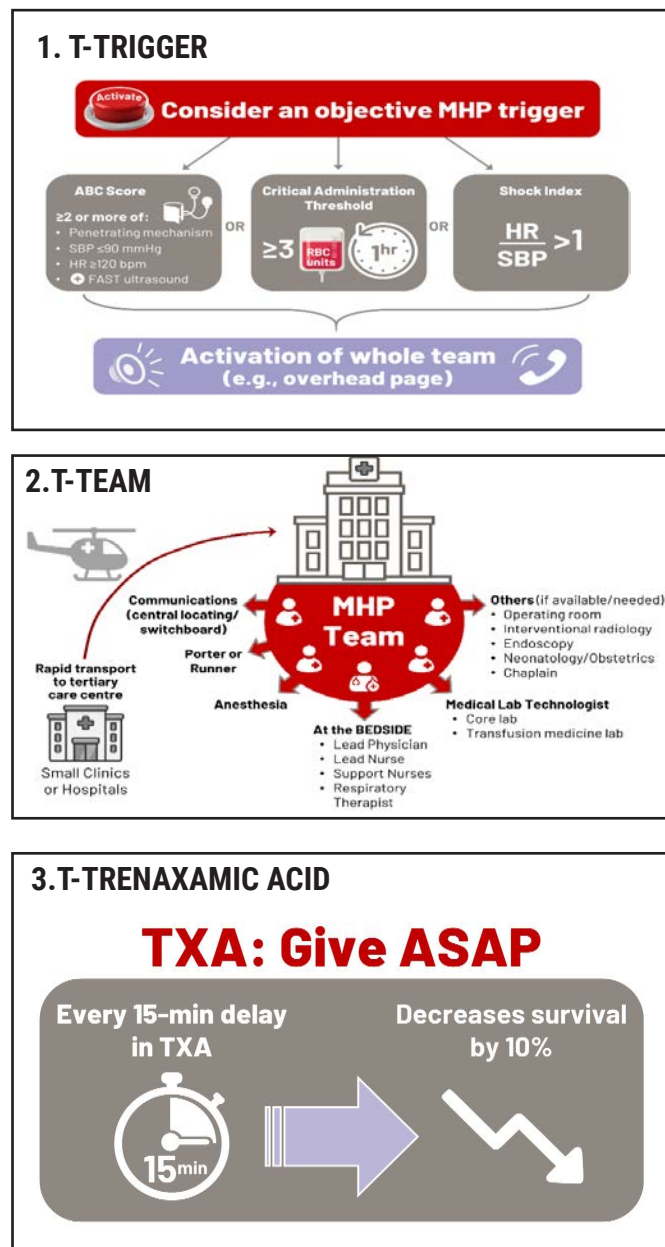 1. T-TRIGGER
Activate
Consider an objective MHP trigger
ABC Score
≥2 or more of:
• Penetrating mechanism
• SBP ≤90 mmHg
• HR ≥120 bpm
• + FAST ultrasound
OR
Critical Administration
Threshold
≥3
RBC
units
1hr
OR
Shock Index
HR
SBP
>1
Activation of whole team
(e.g., overhead page)
2.T-TEAM
MHP
Team
Communications
(central locating/
switchboard)
Porter or
Runner
Anesthesia
At the BEDSIDE
• Lead Physician
• Lead Nurse
• Support Nurses
• Respiratory
Therapist
Medical Lab Technologist
• Core lab
• Transfusion medicine lab
Others (if available/needed)
• Operating room
• Interventional radiology
• Endoscopy
• Neonatology/Obstetrics
• Chaplain
Rapid transport
to tertiary
care centre
Small Clinics
or Hospitals
3.T-TRENAXAMIC ACID
TXA: Give ASAP
Every 15-min delay
in TXA
15min
Decreases survival
by 10%